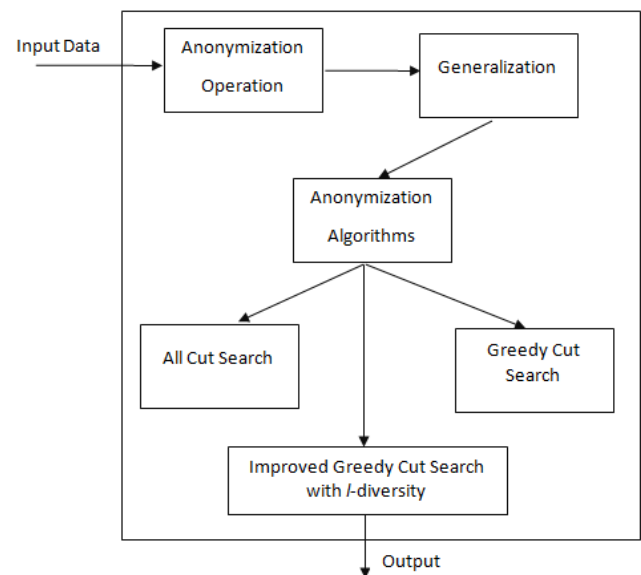 Input Data
Anonymization
Operation
Generalization
Anonymization
Algorithms
All Cut Search
Greedy Cut
Search
Improved Greedy Cut Search
with l-diversity
Output